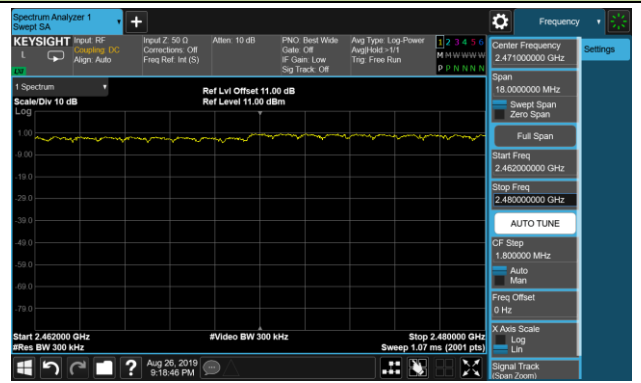 Spectrum Analyzer 1
Swept SA
Frequency
KEYSIGHT
Input: RF
Input Z: 50 Ω
Atten: 10 dB
PNO: Best Wide
Avg Type: Log-Power
1 2 3 4 5 6
L
Coupling: DC
Corrections: Off
Gate: Off
Avg|Hold:>1/1
M M W W W W
Align: Auto
Freq Ref: Int (S)
IF Gain: Low
Trig: Free Run
Sig Track: Off
P P N N N N
1 Spectrum
Ref Lvl Offset 11.00 dB
Scale/Div 10 dB
Ref Level 11.00 dBm
Log
1.00
-9.00
-19.0
-29.0
-39.0
-49.0
-59.0
-69.0
-79.0
Start 2.462000 GHz
#Video BW 300 kHz
Stop 2.480000 GHz
#Res BW 300 kHz
Sweep 1.07 ms (2001 pts)
Aug 26, 2019
9:18:46 PM
Center Frequency
2.471000000 GHz
Settings
Span
18.0000000 MHz
Swept Span
Zero Span
Full Span
Start Freq
2.462000000 GHz
Stop Freq
2.480000000 GHz
AUTO TUNE
CF Step
1.800000 MHz
Auto
Man
Freq Offset
0 Hz
X Axis Scale
Log
Lin
Signal Track
(Span Zoom)